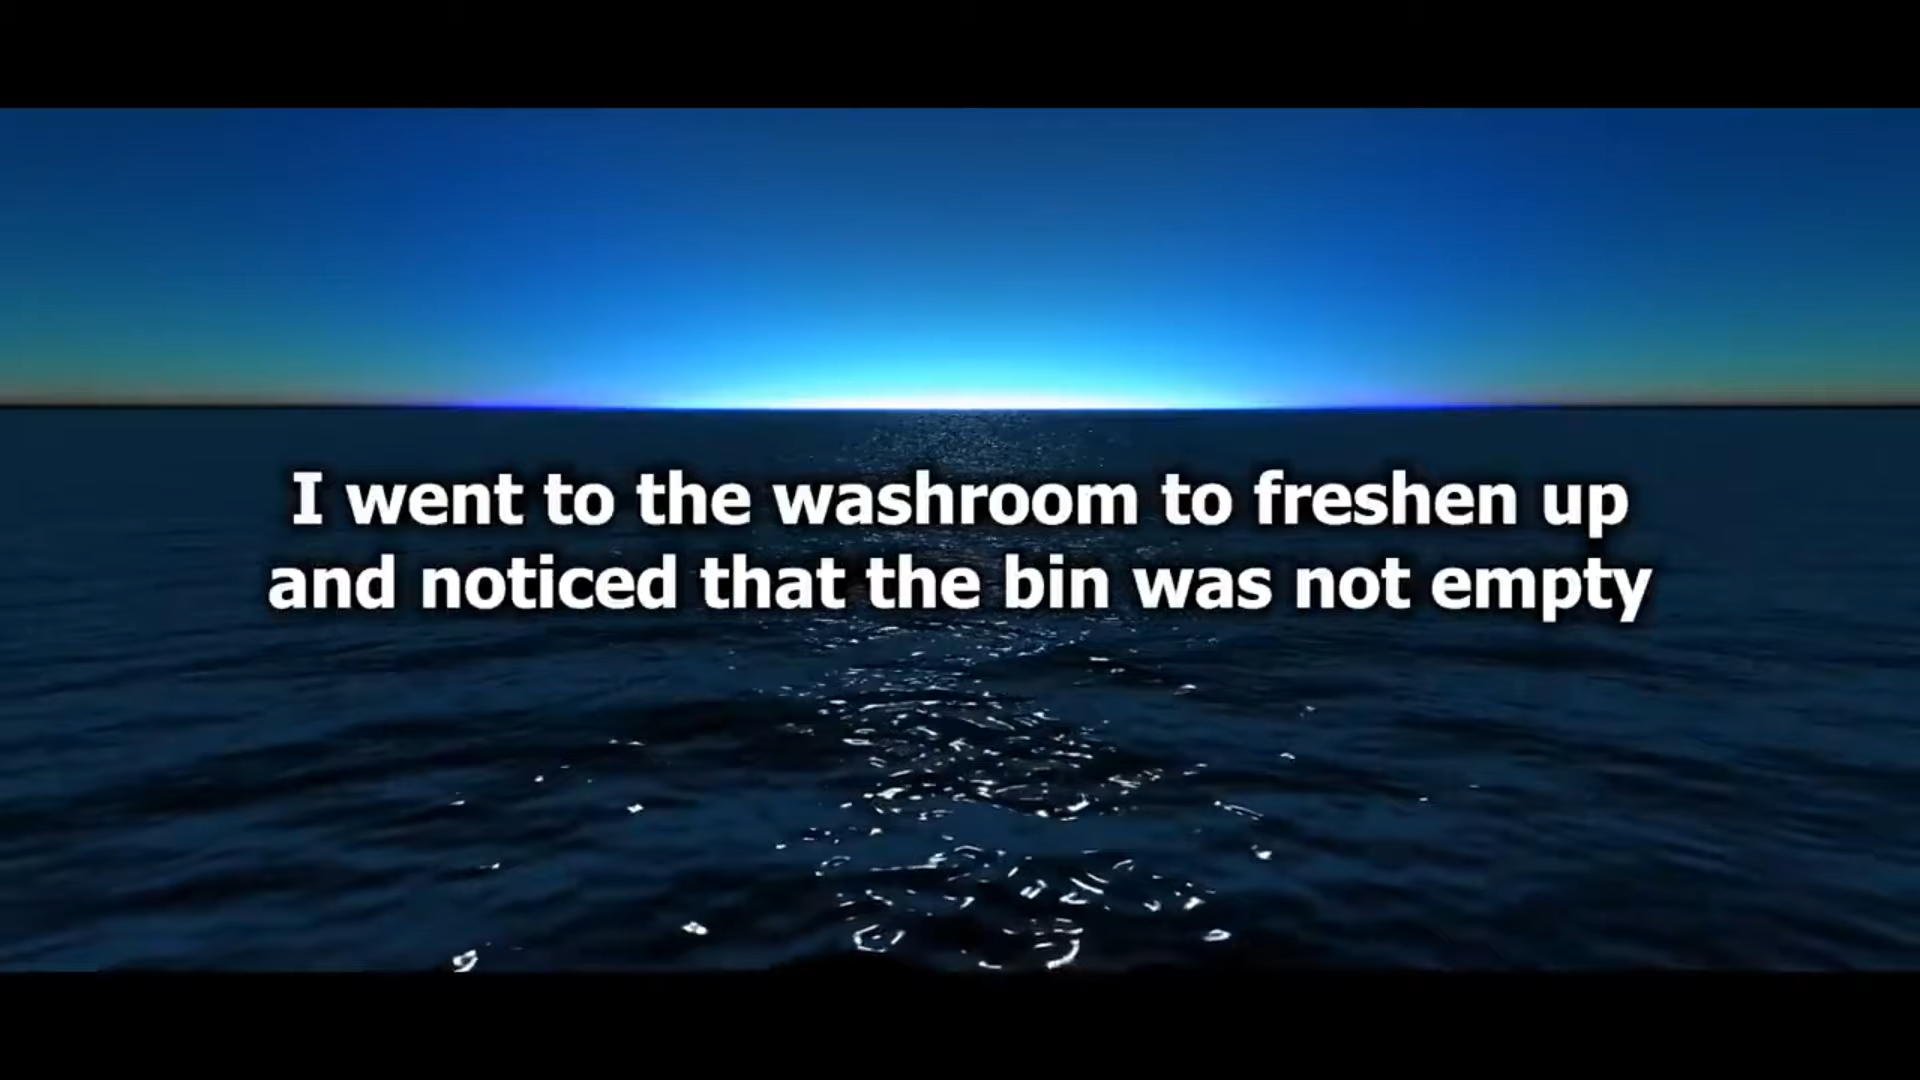 I went to the washroom to freshen up
and noticed that the bin was not empty